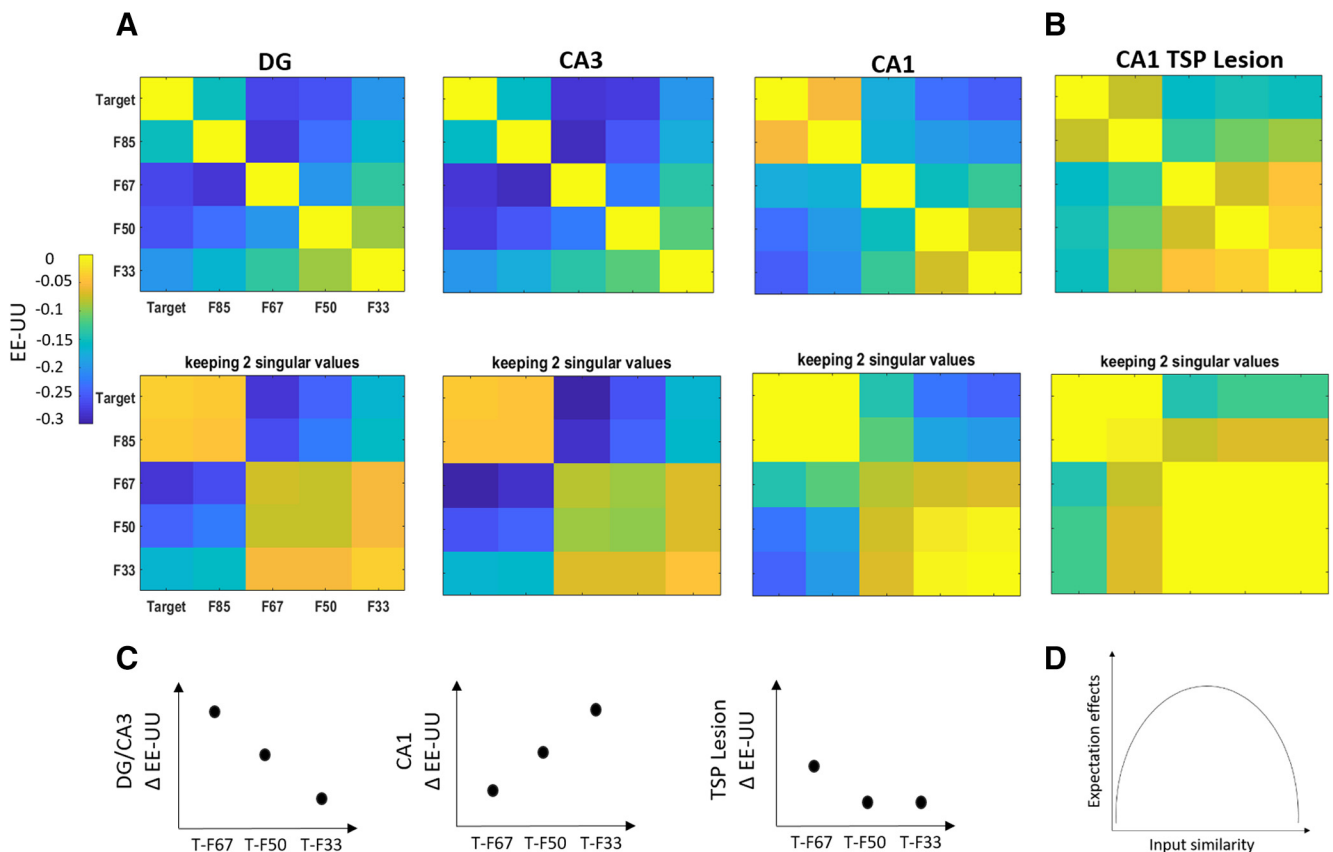 A
B
DG
CA3
CA1
CA1 TSP Lesion
Target
F85
F67
F50
F33
Target F85 F67 F50 F33
EE-UU
0
-0.05
-0.1
-0.15
-0.2
-0.25
-0.3
keeping 2 singular values
keeping 2 singular values
keeping 2 singular values
keeping 2 singular values
Target
F85
F67
F50
F33
Target F85 F67 F50 F33
C
DG/CA3
Δ EE-UU
T-F67 T-F50 T-F33
CA1
Δ EE-UU
T-F67 T-F50 T-F33
TSP Lesion
Δ EE-UU
T-F67 T-F50 T-F33
D
Expectation effects
Input similarity